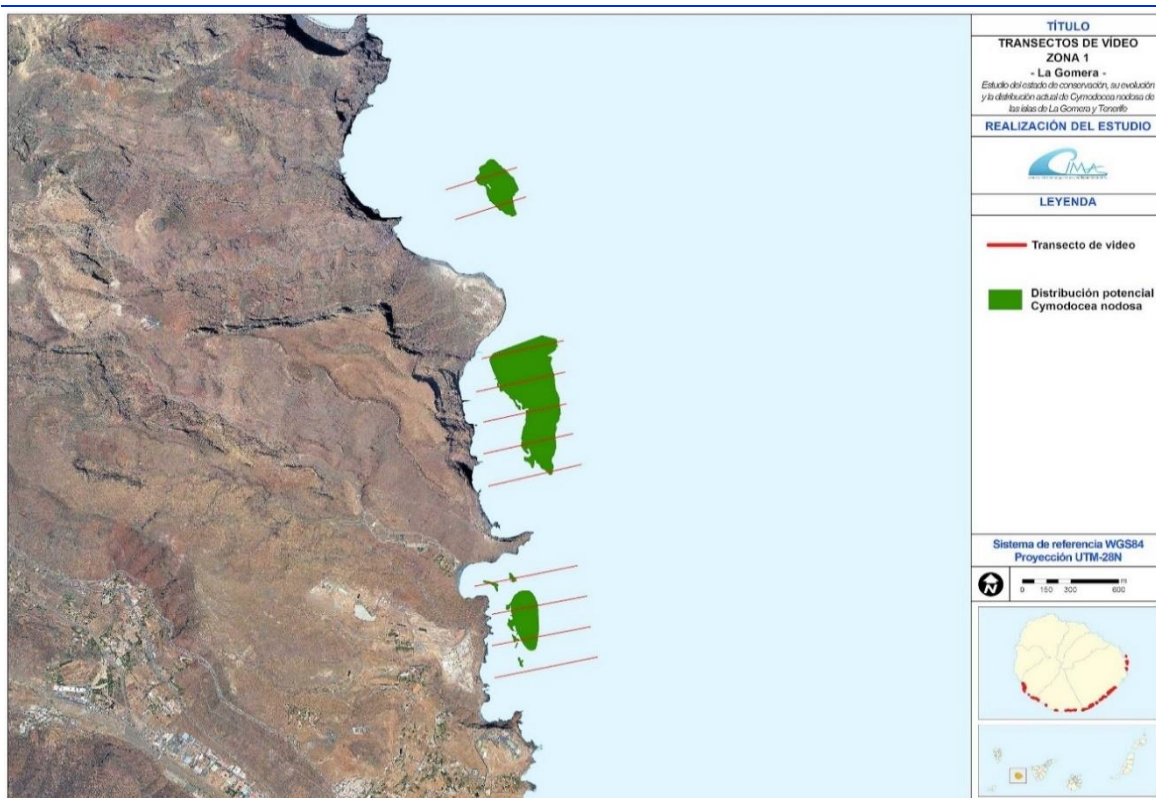 TÍTULO
TRANSECTOS DE VÍDEO
ZONA 1
- La Gomera -
Estudio del estado de conservación, su evolución
y la distribución actual de Cymodocea nodosa de
las islas de La Gomera y Tenerife
REALIZACIÓN DEL ESTUDIO
CIMA
LEYENDA
Transecto de video
Distribución potencial
Cymodocea nodosa
Sistema de referencia WGS84
Proyección UTM-28N
m
0 150 300 600